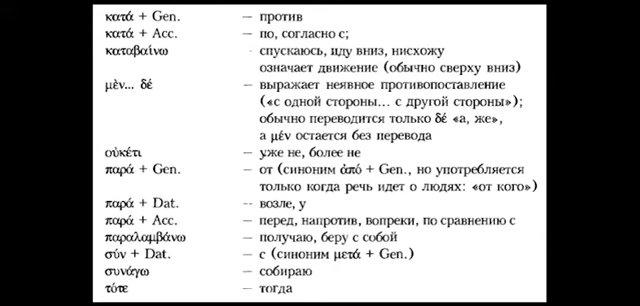 κατά + Gen. – против
κατά + Acc. – по, согласно с;
καταβαίνω - спускаюсь, иду вниз, нисхожу
означает движение (обычно сверху вниз)
μὲν... δέ – выражает неявное противопоставление
(«с одной стороны... с другой стороны»);
обычно переводится только δέ «а, же»,
а μέν остается без перевода
οὐκέτι – уже не, более не
παρά + Gen. – от (синоним ἀπό + Gen., но употребляется
только когда речь идет о людях: «от кого»)
παρά + Dat. – возле, у
παρά + Acc. – перед, напротив, вопреки, по сравнению с
παραλαμβάνω – получаю, беру с собой
σύν + Dat. – с (синоним μετά + Gen.)
συνάγω – собираю
τότε – тогда